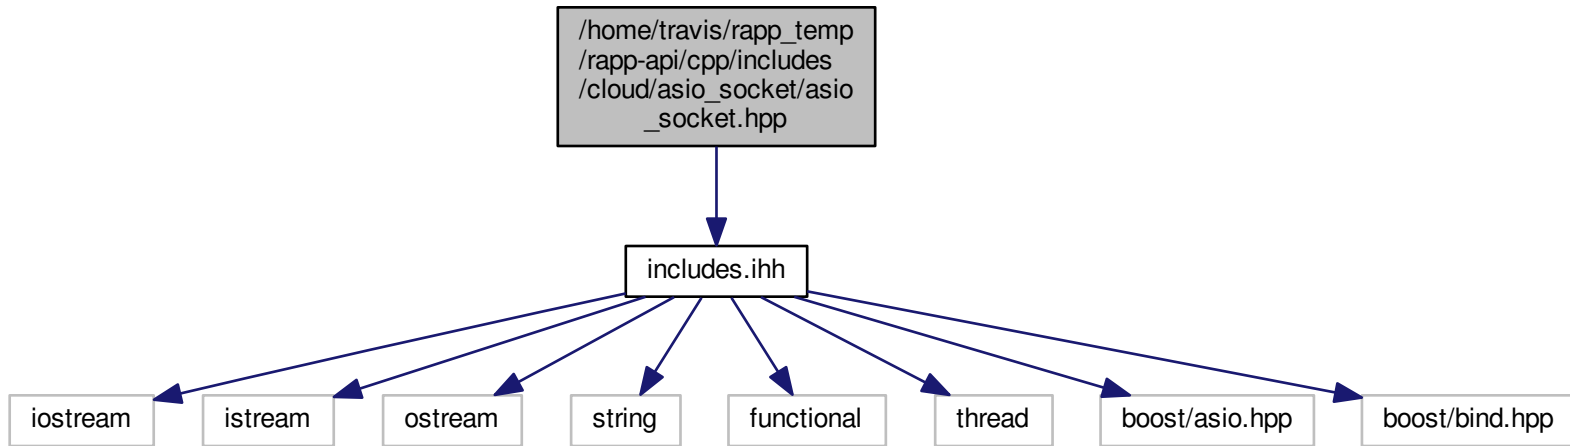 /home/travis/rapp_temp
/rapp-api/cpp/includes
/cloud/asio_socket/asio
_socket.hpp
includes.ihh
iostream
istream
ostream
string
functional
thread
boost/asio.hpp
boost/bind.hpp